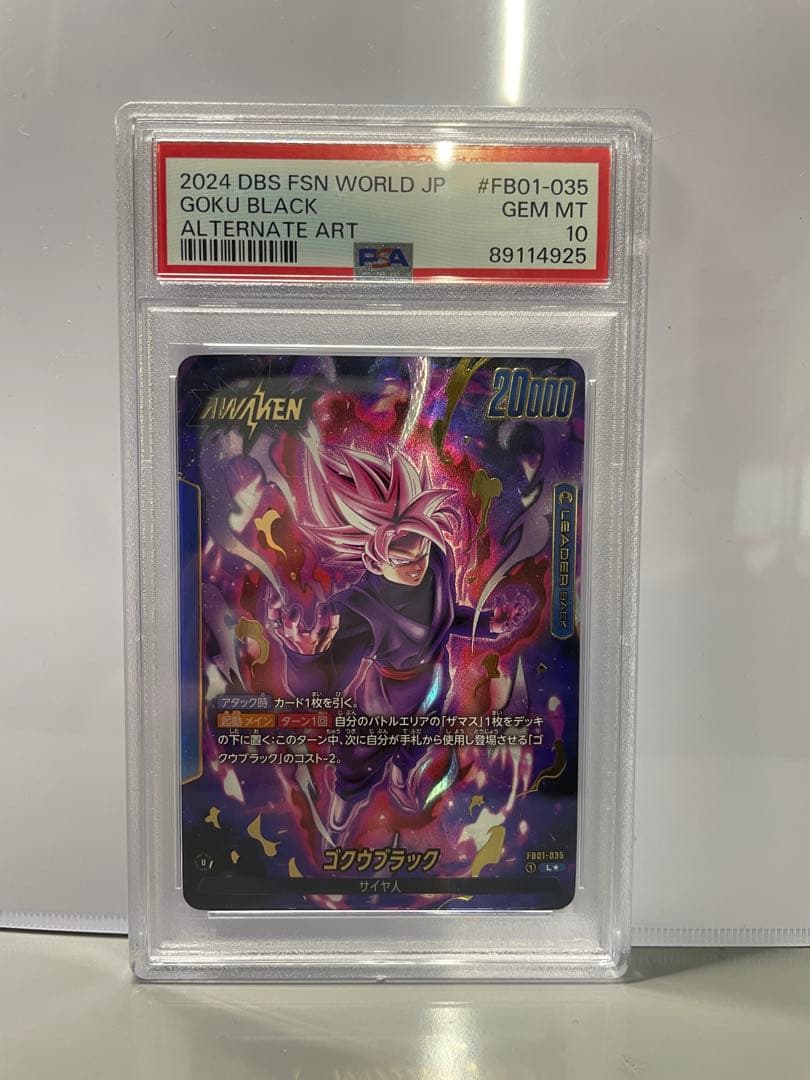 2024 DBS FSN WORLD JP #FB01-035
GOKU BLACK GEM MT
ALTERNATE ART 10
PSA 89114925
AWAKEN
20000
LEADER BACK
アタック時 カード1枚を引く。
起動メイン ターン1回 自分のバトルエリアの「ザマス」1枚をデッキ
の下に置く:このターン中、次に自分が手札から使用し登場させる「ゴ
クウブラック」のコスト-2。
ゴクウブラック
サイヤ人
U
FB01-035
1 L★